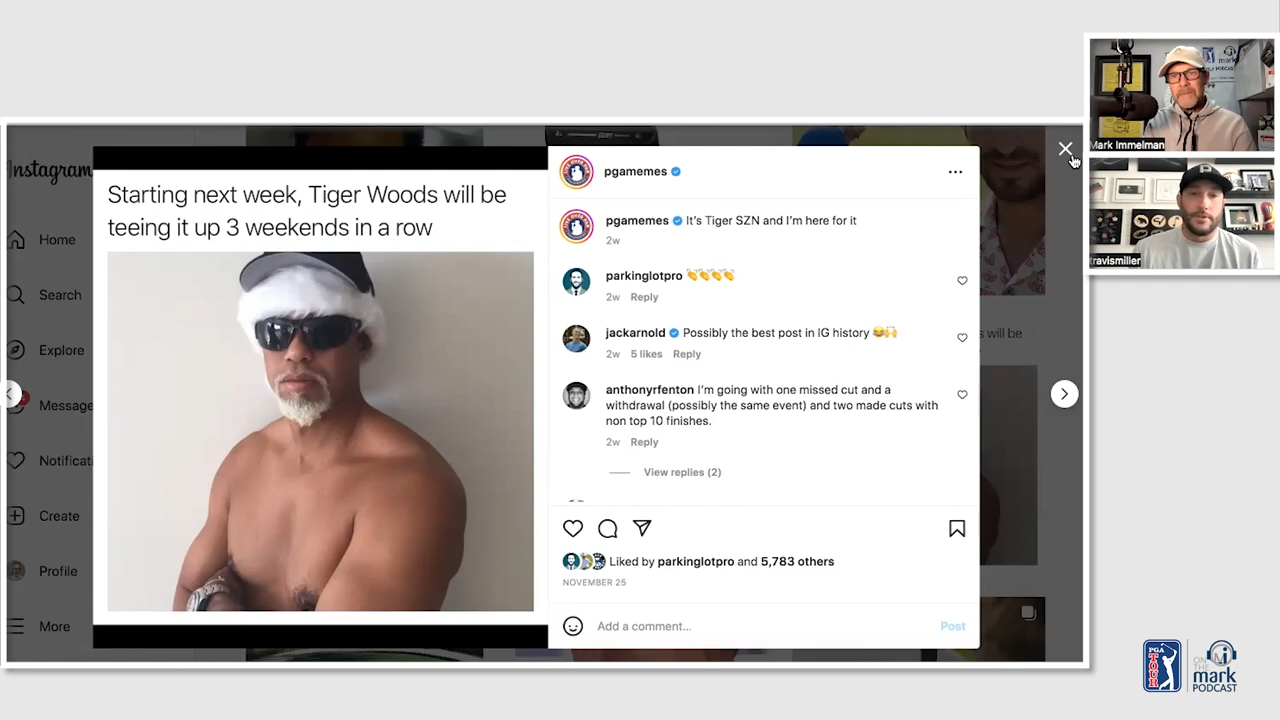 Instagram
Home
Search
Explore
Message
Notificati
Create
Profile
More
Starting next week, Tiger Woods will be
teeing it up 3 weekends in a row
pgamemes
pgamemes It's Tiger SZN and I'm here for it
2w
parkinglotpro 👏👏👏👏
2w Reply
jackarnold Possibly the best post in IG history 😂🙌
2w 5 likes Reply
anthonyrfenton I'm going with one missed cut and a
withdrawal (possibly the same event) and two made cuts with
non top 10 finishes.
2w Reply
View replies (2)
Liked by parkinglotpro and 5,783 others
NOVEMBER 25
Add a comment...
Post
s will be
Mark Immelman
mark
PODCAST
travismiller
PGA
TOUR
ON
THE
mark
PODCAST